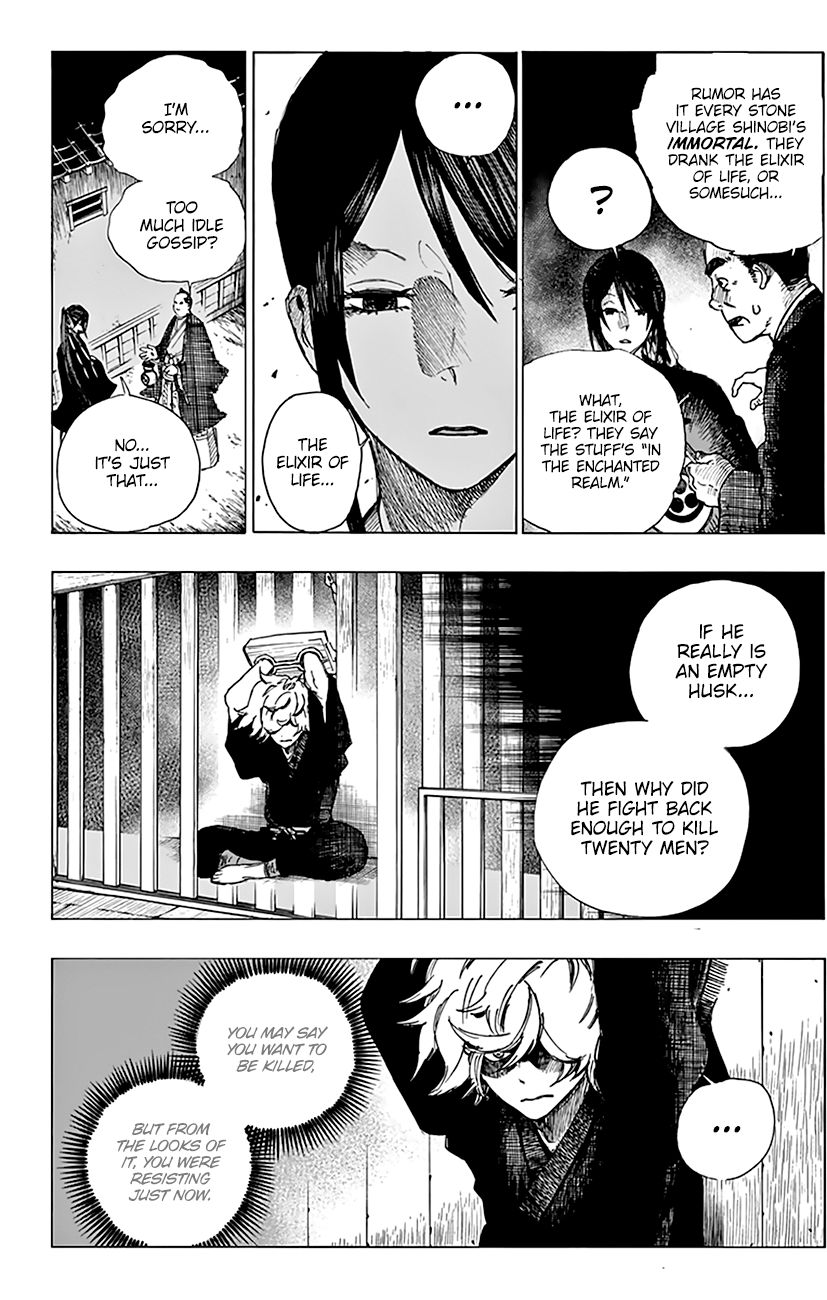 RUMOR HAS
IT EVERY STONE
VILLAGE SHINOBI'S
IMMORTAL. THEY
DRANK THE ELIXIR
OF LIFE, OR
SOMESUCH...
?
WHAT,
THE ELIXIR OF
LIFE? THEY SAY
THE STUFF'S "IN
THE ENCHANTED
REALM."
...
THE
ELIXIR OF
LIFE...
I'M
SORRY...
TOO
MUCH IDLE
GOSSIP?
NO...
IT'S JUST
THAT...
IF HE
REALLY IS
AN EMPTY
HUSK...
THEN WHY DID
HE FIGHT BACK
ENOUGH TO KILL
TWENTY MEN?
YOU MAY SAY
YOU WANT TO
BE KILLED,
BUT FROM
THE LOOKS OF
IT, YOU WERE
RESISTING
JUST NOW.
...